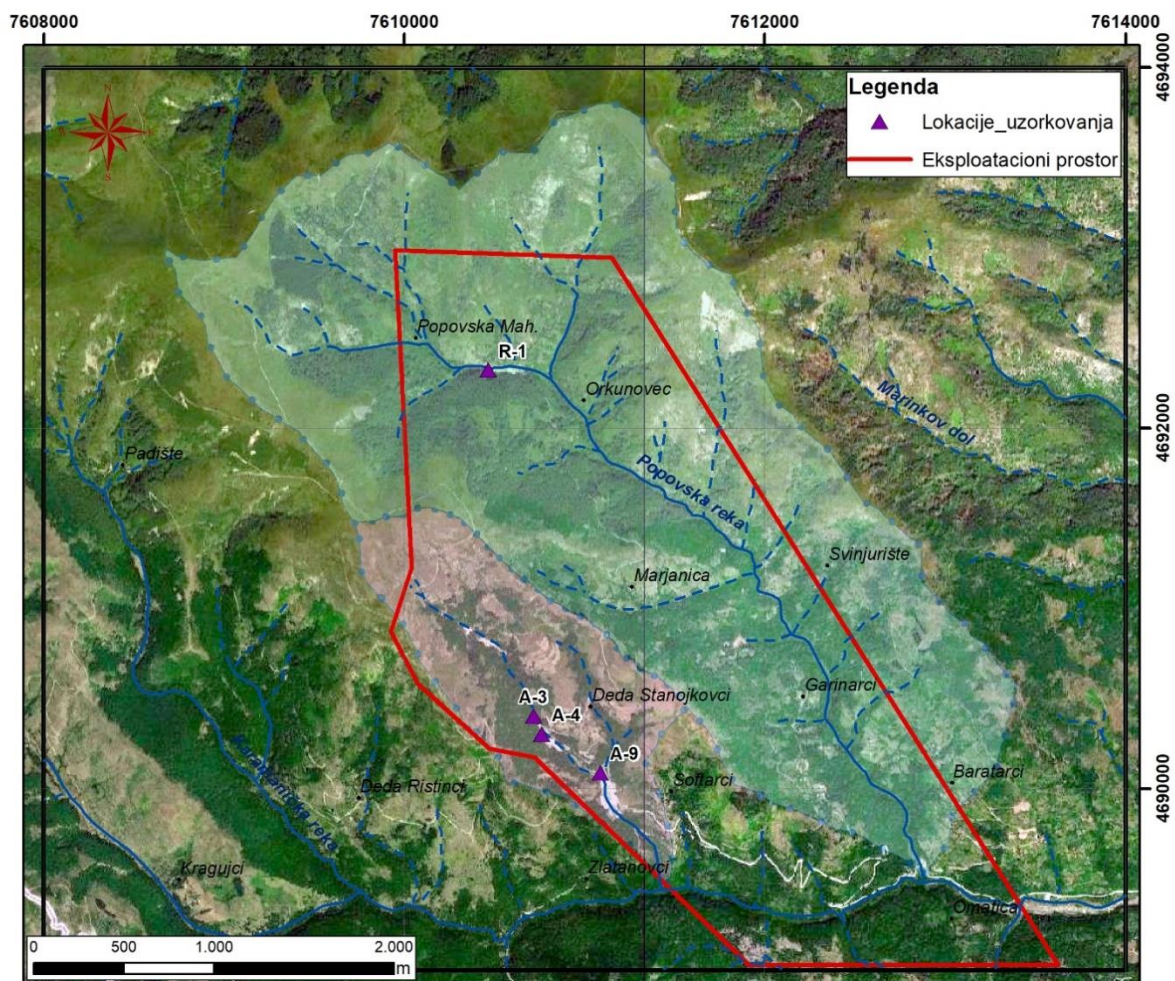 7608000
7610000
7612000
7614000
4694000
Legenda
Lokacije_uzorkovanja
Eksploatacioni prostor
N
S
Popovska Mah.
R-1
Orkunovec
Marinkov dol
4692000
Padište
Popovska reka
Svinjurište
Marjanica
Garinarci
Deda Stanojkovci
A-3
A-4
A-9
Baratarci
4690000
Softarci
Deda Ristinci
Zlatanovci
Kragujci
Omatica
0 500 1.000 2.000
m